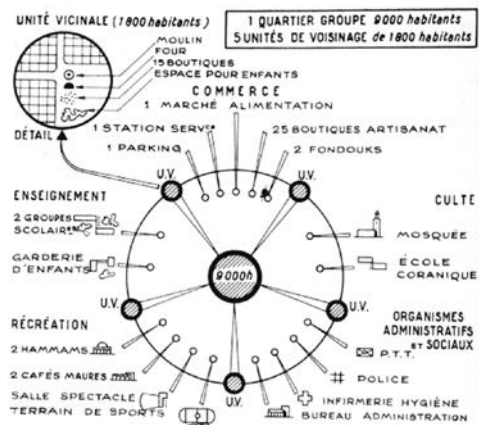 UNITÉ VICINALE (1800 habitants)
1 QUARTIER GROUPE 9000 habitants
5 UNITÉS DE VOISINAGE de 1800 habitants
MOULIN
FOUR
15 BOUTIQUES
ESPACE POUR ENFANTS
DÉTAIL
COMMERCE
1 MARCHÉ ALIMENTATION
1 STATION SERVCE
25 BOUTIQUES ARTISANAT
1 PARKING
2 FONDOUKS
U.V.
U.V.
ENSEIGNEMENT
2 GROUPES
SCOLAIRES
GARDERIE
D'ENFANTS
CULTE
MOSQUÉE
ÉCOLE
CORANIQUE
9000h
U.V.
U.V.
RÉCRÉATION
2 HAMMAMS
2 CAFÉS MAURES
SALLE SPECTACLE
TERRAIN DE SPORTS
ORGANISMES
ADMINISTRATIFS
ET SOCIAUX
P.T.T.
POLICE
INFIRMERIE HYGIÈNE
BUREAU ADMINISTRATION
U.V.